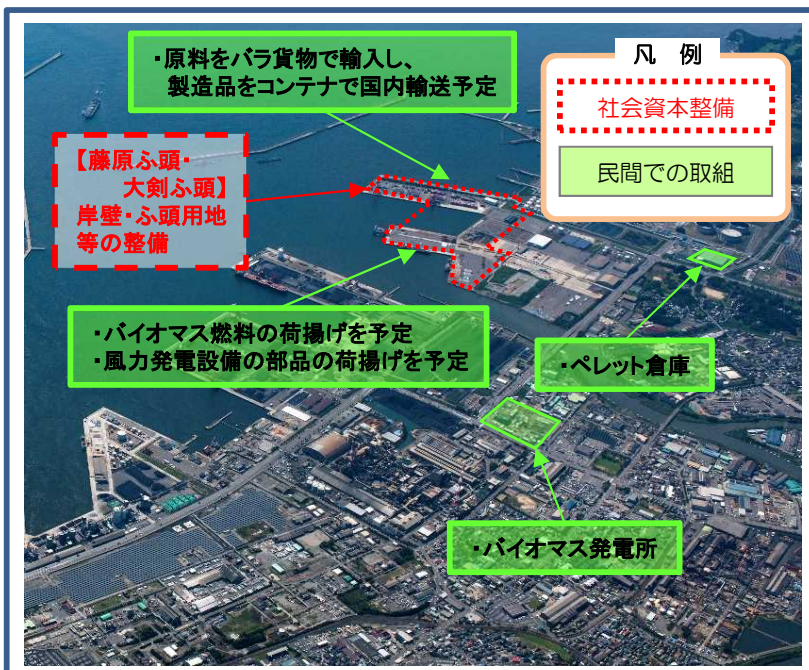 ・原料をバラ貨物で輸入し、
製造品をコンテナで国内輸送予定
凡 例
社会資本整備
民間での取組
【藤原ふ頭・
大剣ふ頭】
岸壁・ふ頭用地
等の整備
・バイオマス燃料の荷揚げを予定
・風力発電設備の部品の荷揚げを予定
・ペレット倉庫
・バイオマス発電所